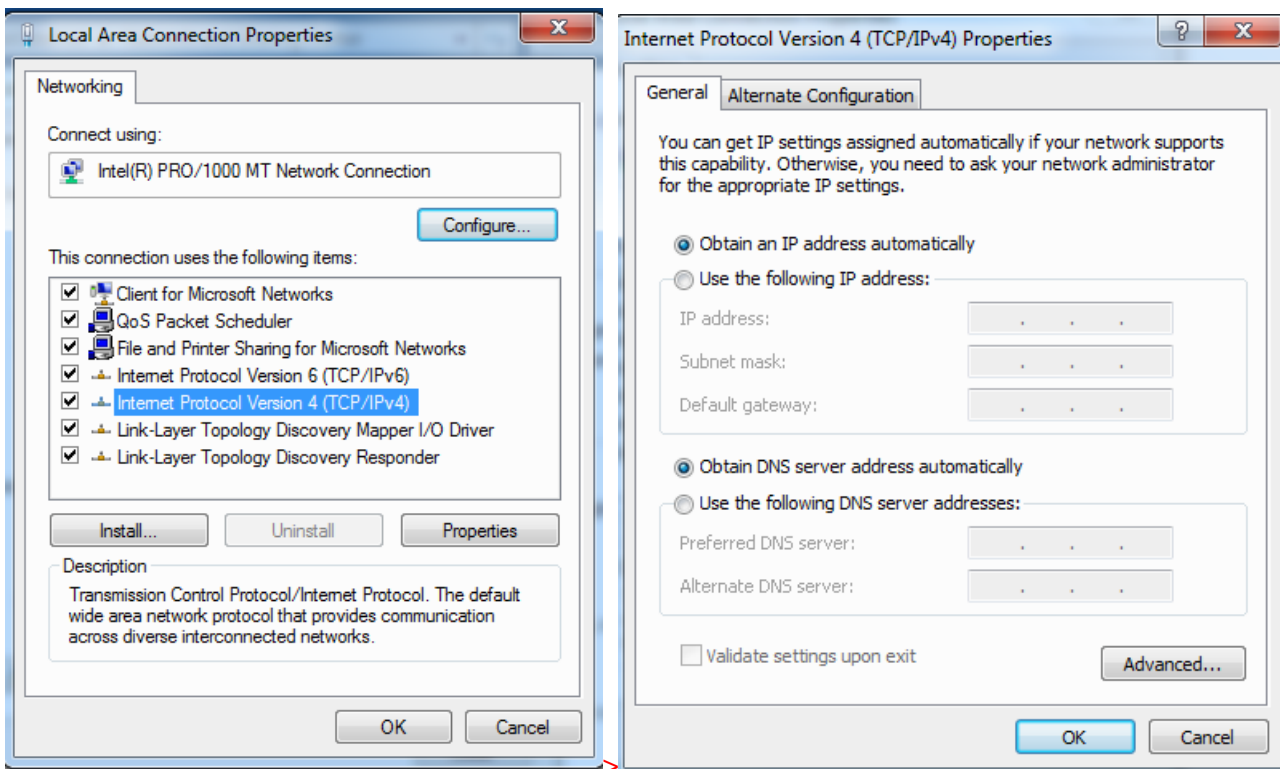 Local Area Connection Properties
Networking
Connect using:
Intel(R) PRO/1000 MT Network Connection
Configure...
This connection uses the following items:
Client for Microsoft Networks
QoS Packet Scheduler
File and Printer Sharing for Microsoft Networks
Internet Protocol Version 6 (TCP/IPv6)
Internet Protocol Version 4 (TCP/IPv4)
Link-Layer Topology Discovery Mapper I/O Driver
Link-Layer Topology Discovery Responder
Install...
Uninstall
Properties
Description
Transmission Control Protocol/Internet Protocol. The default
wide area network protocol that provides communication
across diverse interconnected networks.
OK
Cancel
>
Internet Protocol Version 4 (TCP/IPv4) Properties
?
General
Alternate Configuration
You can get IP settings assigned automatically if your network supports
this capability. Otherwise, you need to ask your network administrator
for the appropriate IP settings.
Obtain an IP address automatically
Use the following IP address:
IP address:
. . .
Subnet mask:
. . .
Default gateway:
. . .
Obtain DNS server address automatically
Use the following DNS server addresses:
Preferred DNS server:
. . .
Alternate DNS server:
. . .
Validate settings upon exit
Advanced...
OK
Cancel